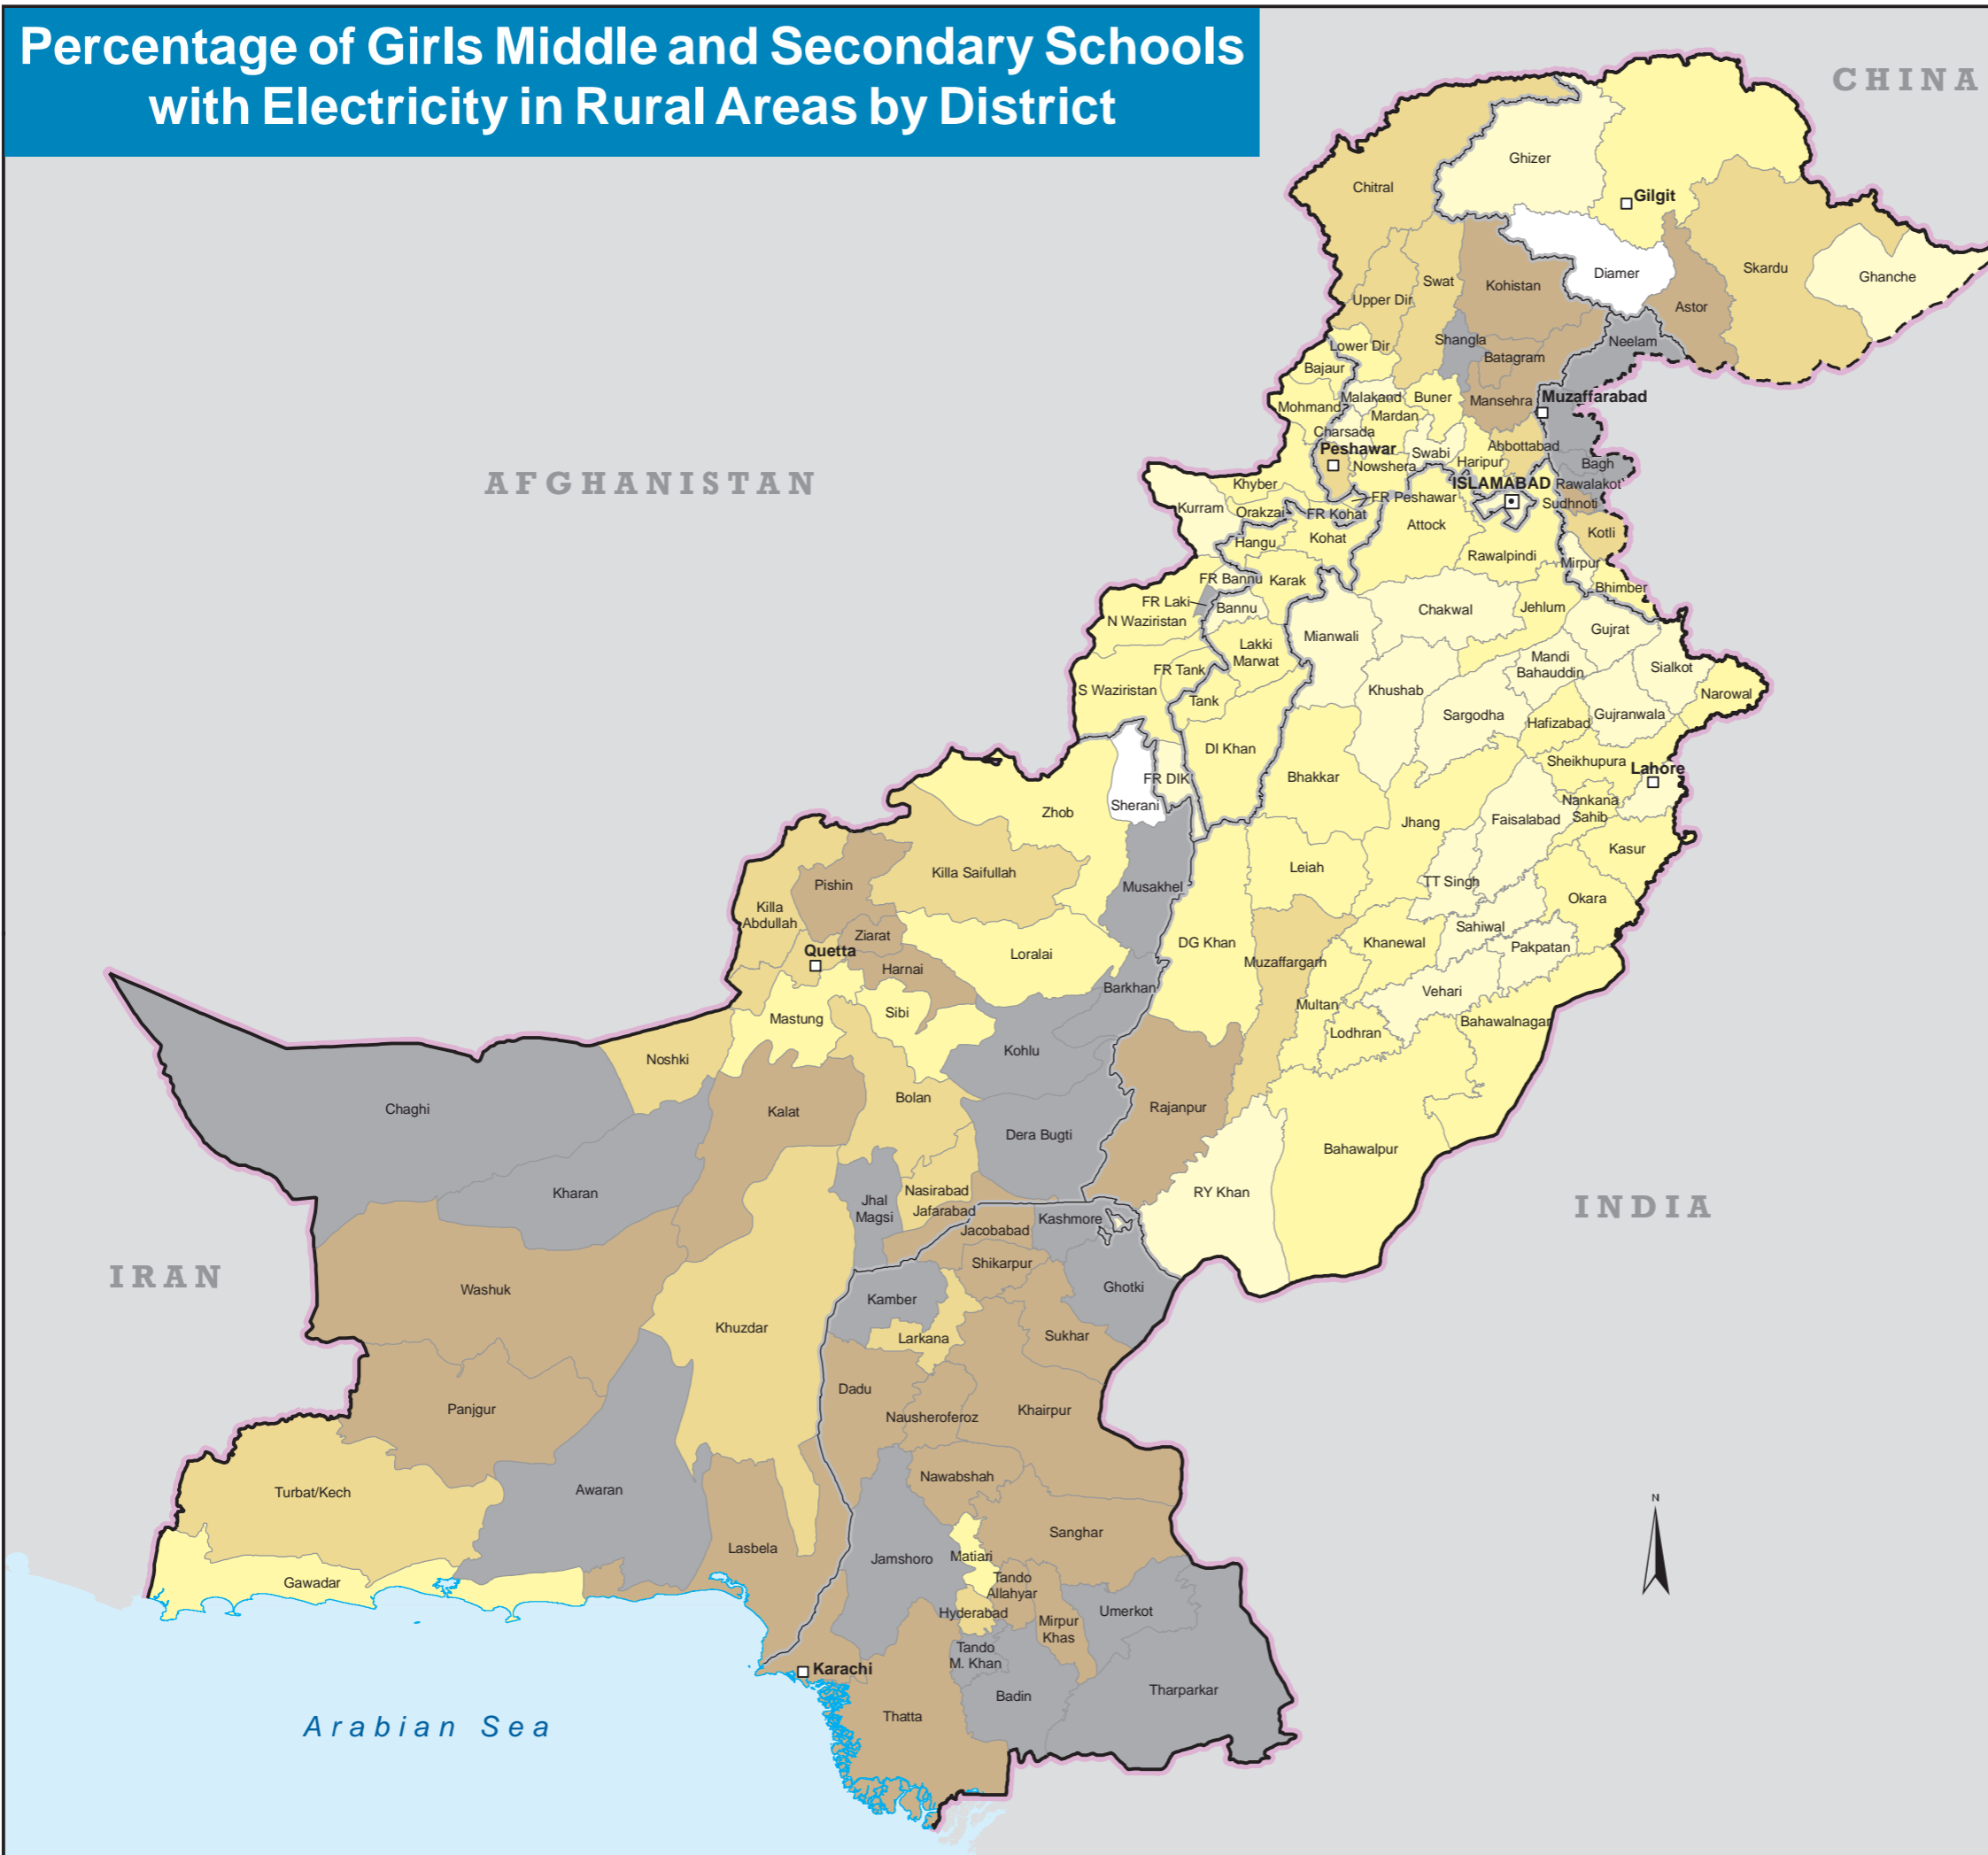 Percentage of Girls Middle and Secondary Schools
with Electricity in Rural Areas by District
CHINA
AFGHANISTAN
IRAN
INDIA
Arabian Sea
N
Ghizer
Gilgit
Chitral
Diamer
Skardu
Ghanche
Astor
Swat
Kohistan
Upper Dir
Shangla
Neelam
Lower Dir
Batagram
Bajaur
Malakand
Buner
Mansehra
Muzaffarabad
Mohmand
Mardan
Charsada
Abbottabad
Peshawar
Swabi
Haripur
Bagh
Nowshera
ISLAMABAD
Rawalakot
Khyber
FR Peshawar
Sudhnoti
Kurram
Orakzai
FR Kohat
Attock
Kotli
Hangu
Kohat
Rawalpindi
Mirpur
FR Bannu
Karak
Bhimber
FR Laki
Bannu
Chakwal
Jehlum
N Waziristan
Mianwali
Gujrat
Lakki
Marwat
Mandi
Bahauddin
Sialkot
FR Tank
S Waziristan
Khushab
Narowal
Tank
Sargodha
Hafizabad
Gujranwala
DI Khan
Bhakkar
Sheikhupura
Lahore
FR DIK
Sherani
Zhob
Jhang
Faisalabad
Nankana
Sahib
Kasur
Leiah
TT Singh
Okara
Killa Saifullah
Pishin
Musakhel
Killa
Abdullah
Ziarat
Quetta
Loralai
DG Khan
Khanewal
Sahiwal
Pakpatan
Harnai
Muzaffargarh
Barkhan
Vehari
Multan
Mastung
Sibi
Lodhran
Bahawalnagar
Noshki
Kohlu
Bolan
Chaghi
Kalat
Rajanpur
Dera Bugti
Bahawalpur
Kharan
Jhal
Magsi
Nasirabad
RY Khan
Jafarabad
Kashmore
Jacobabad
Shikarpur
Washuk
Kamber
Ghotki
Khuzdar
Larkana
Sukhar
Dadu
Panjgur
Nausheroferoz
Khairpur
Nawabshah
Turbat/Kech
Awaran
Sanghar
Lasbela
Jamshoro
Matiari
Gawadar
Tando
Allahyar
Hyderabad
Mirpur
Khas
Umerkot
Tando
M. Khan
Karachi
Badin
Tharparkar
Thatta